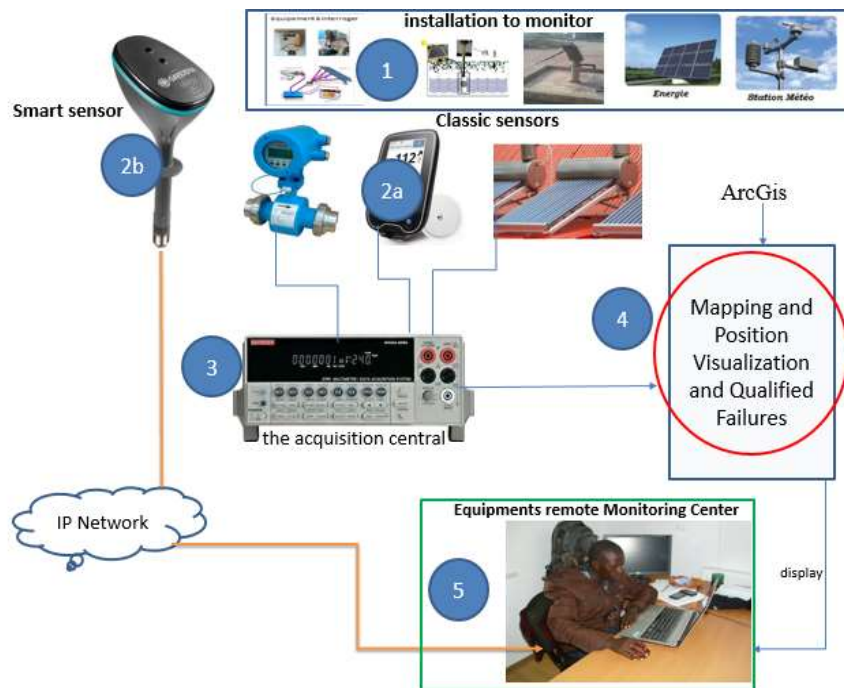 installation to monitor
Equipement à interroger
1
Energie
Station Météo
Smart sensor
Classic sensors
2b
2a
112
ArcGis
4
Mapping and
Position
Visualization
and Qualified
Failures
3
the acquisition central
IP Network
Equipments remote Monitoring Center
5
display